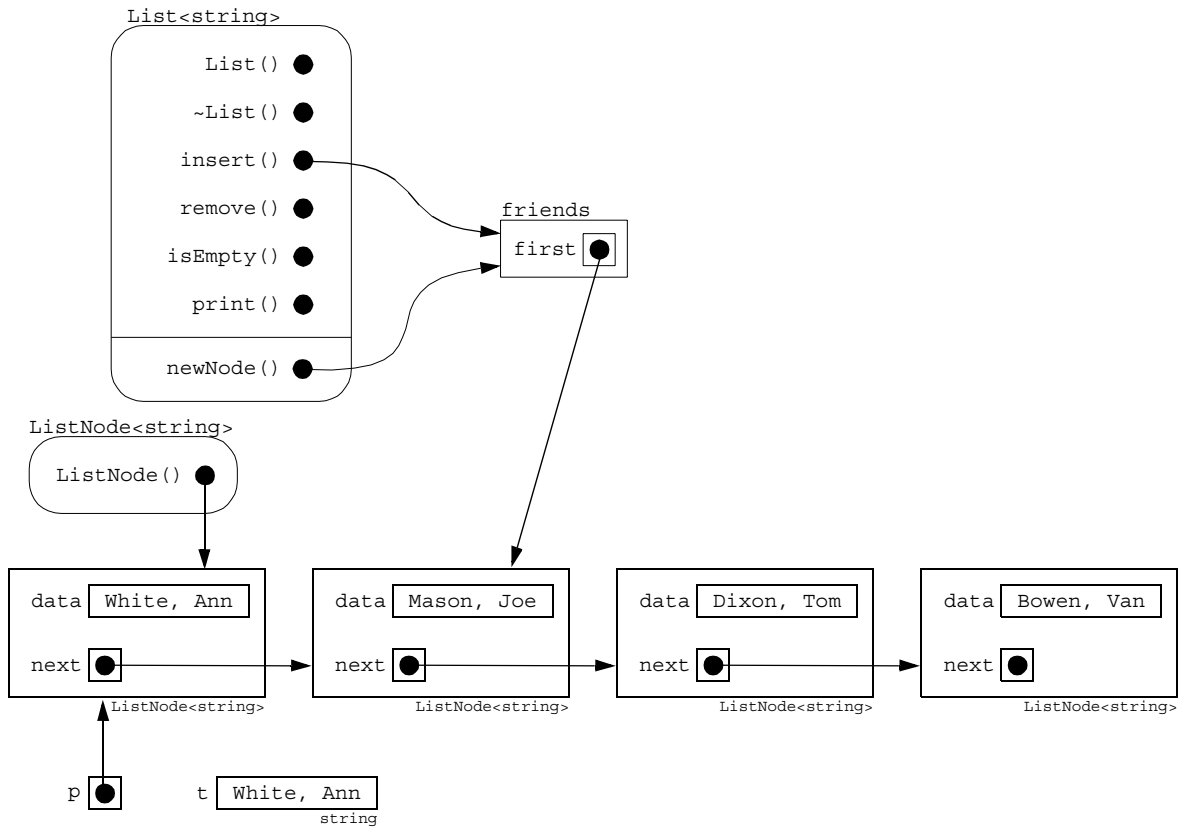 List<string>
List()
~List()
insert()
remove()
isEmpty()
print()
newNode()
friends
first
ListNode<string>
ListNode()
data White, Ann
next
ListNode<string>
data Mason, Joe
next
ListNode<string>
data Dixon, Tom
next
ListNode<string>
data Bowen, Van
next
ListNode<string>
p
t White, Ann
string